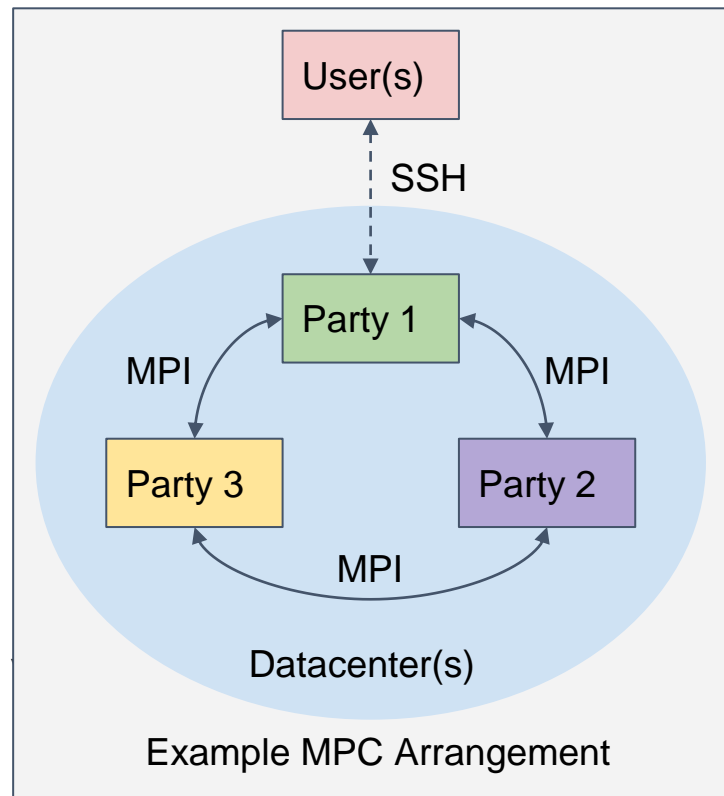 User(s)
SSH
Party 1
MPI
MPI
Party 3
Party 2
MPI
Datacenter(s)
Example MPC Arrangement